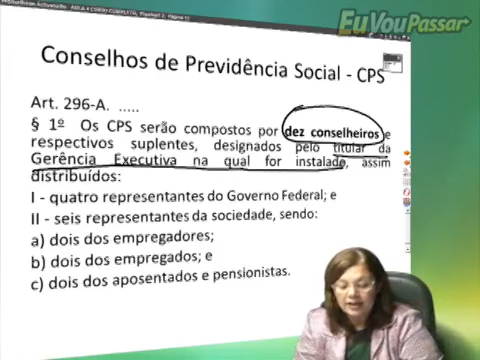 EuVouPassar
Conselhos de Previdência Social - CPS
Art. 296-A. .....
§ 1º Os CPS serão compostos por dez conselheiros e
respectivos suplentes, designados pelo titular da
Gerência Executiva na qual for instalado, assim
distribuídos:
I - quatro representantes do Governo Federal; e
II - seis representantes da sociedade, sendo:
a) dois dos empregadores;
b) dois dos empregados; e
c) dois dos aposentados e pensionistas.